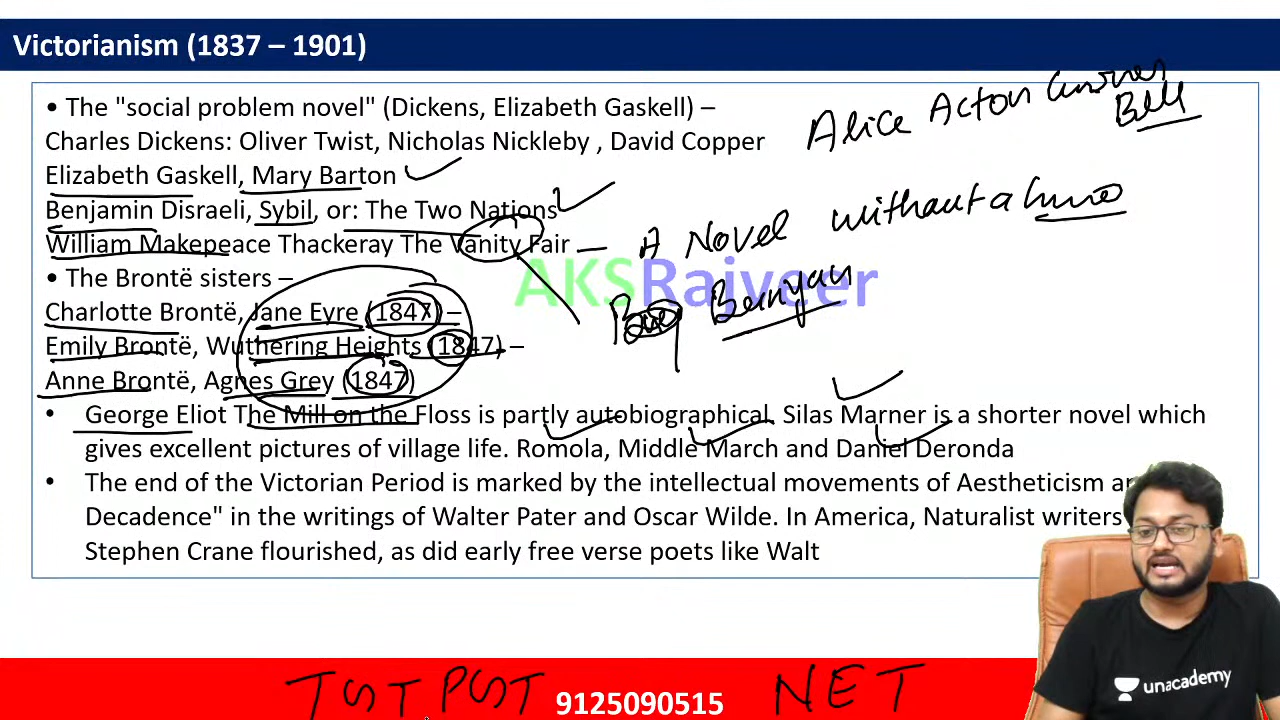 Victorianism (1837 – 1901)
• The "social problem novel" (Dickens, Elizabeth Gaskell) –
Charles Dickens: Oliver Twist, Nicholas Nickleby , David Copper
Elizabeth Gaskell, Mary Barton
Benjamin Disraeli, Sybil, or: The Two Nations
William Makepeace Thackeray The Vanity Fair
• The Brontë sisters –
Charlotte Brontë, Jane Eyre (1847) –
Emily Brontë, Wuthering Heights (1847) –
Anne Brontë, Agnes Grey (1847)
• George Eliot The Mill on the Floss is partly autobiographical. Silas Marner is a shorter novel which
gives excellent pictures of village life. Romola, Middle March and Daniel Deronda
• The end of the Victorian Period is marked by the intellectual movements of Aestheticism
Decadence" in the writings of Walter Pater and Oscar Wilde. In America, Naturalist writers
Stephen Crane flourished, as did early free verse poets like Walt
Alice Acton
Bell
– A Novel without a
Bunyan
AKSRajveer
TGT PGT 9125090515 NET
unacademy